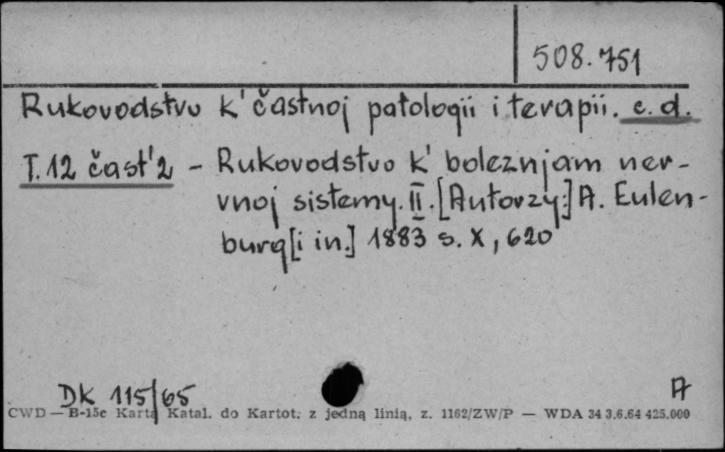 508.751
Rukovodstvo k' častnoj patologii i terapii. c.d.
T.12 část'2 - Rukovodstvo k' boleznjam ner-
vnoj sistemy. II. [Autorzy:] A. Eulen-
burg [i in.] 1883 s. X, 620
DK 115/65 A
CWD — B-15c Karta Katal. do Kartot. z jedną linią, z. 1162/ZW/P — WDA 34 3.6.64 425.000